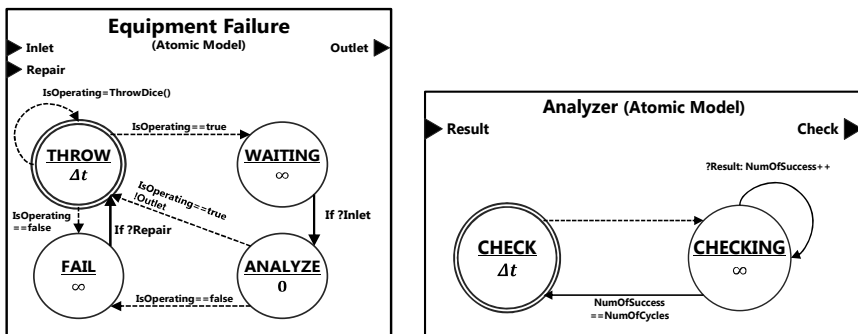 Equipment Failure
(Atomic Model)
Inlet
Outlet
Repair
IsOperating=ThrowDice()
IsOperating==true
THROW
Δt
WAITING
∞
IsOperating==true
!Outlet
IsOperating
==false
If ?Repair
If ?Inlet
FAIL
∞
ANALYZE
0
IsOperating==false
Analyzer (Atomic Model)
Result
Check
?Result: NumOfSuccess++
CHECK
Δt
CHECKING
∞
NumOfSuccess
==NumOfCycles